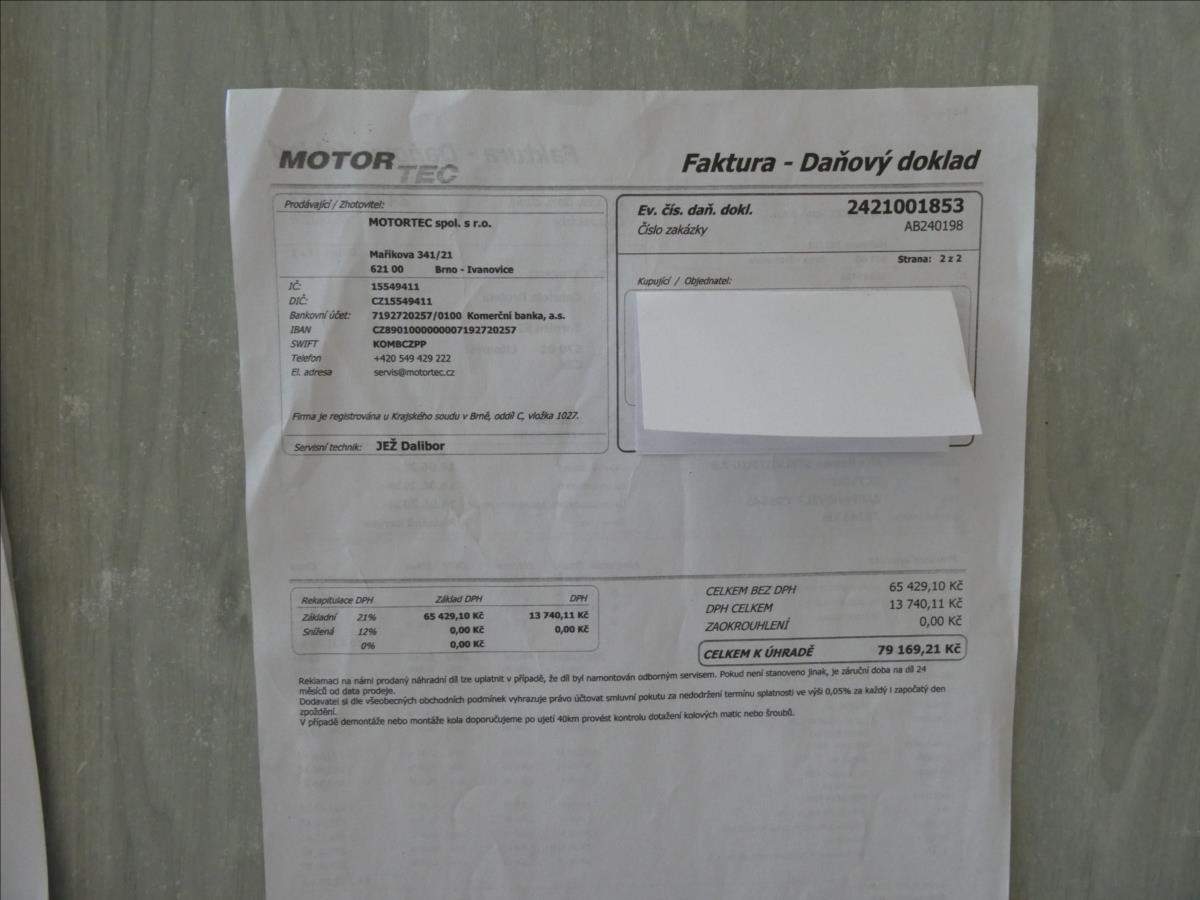 MOTOR TEC
Faktura - Daňový doklad
Prodávající / Zhotovitel:
MOTORTEC spol. s r.o.
Maříkova 341/21
621 00 Brno - Ivanovice
IČ: 15549411
DIČ: CZ15549411
Bankovní účet: 7192720257/0100 Komerční banka, a.s.
IBAN CZ8901000000007192720257
SWIFT KOMBCZPP
Telefon +420 549 429 222
El. adresa servis@motortec.cz
Firma je registrována u Krajského soudu v Brně, oddíl C, vložka 1027.
Servisní technik: JEŽ Dalibor
Ev. čís. daň. dokl. 2421001853
Číslo zakázky AB240198
Strana: 2 z 2
Kupující / Objednatel:
Rekapitulace DPH Základ DPH DPH
Základní 21% 65 429,10 Kč 13 740,11 Kč
Snížená 12% 0,00 Kč 0,00 Kč
0% 0,00 Kč
CELKEM BEZ DPH 65 429,10 Kč
DPH CELKEM 13 740,11 Kč
ZAOKROUHLENÍ 0,00 Kč
CELKEM K ÚHRADĚ 79 169,21 Kč
Reklamaci na námi prodaný náhradní díl lze uplatnit v případě, že díl byl namontován odborným servisem. Pokud není stanoveno jinak, je záruční doba na díl 24
měsíců od data prodeje.
Dodavatel si dle všeobecných obchodních podmínek vyhrazuje právo účtovat smluvní pokutu za nedodržení termínu splatnosti ve výši 0,05% za každý i započatý den
zpoždění.
V případě demontáže nebo montáže kola doporučujeme po ujetí 40km provést kontrolu dotažení kolových matic nebo šroubů.